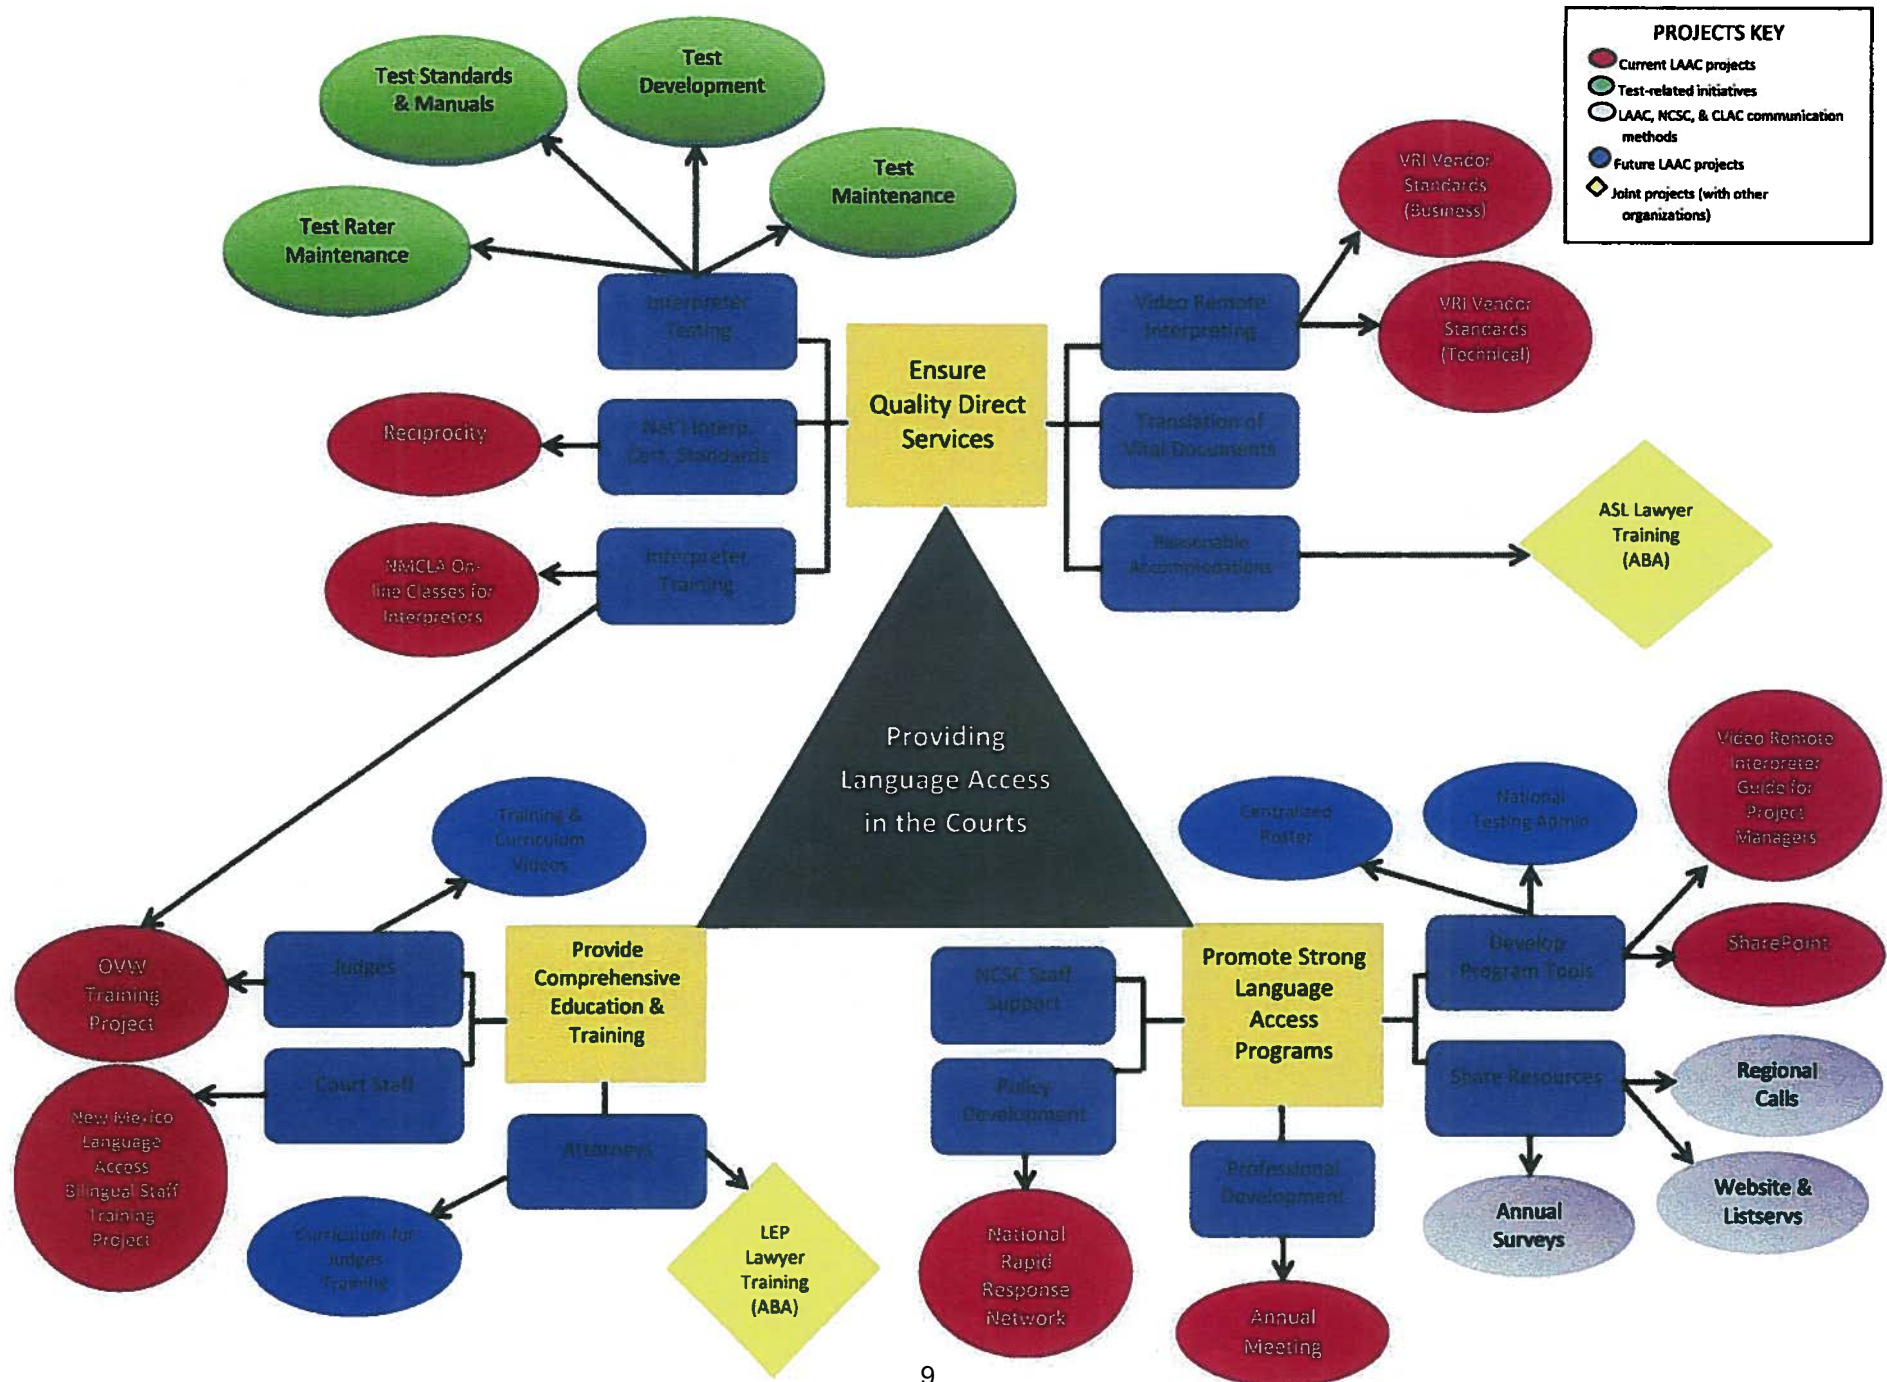 PROJECTS KEY
Current LAAC projects
Test-related initiatives
LAAC, NCSC, & CLAC communication
methods
Future LAAC projects
Joint projects (with other
organizations)
Test Standards
& Manuals
Test
Development
Test
Maintenance
Test Rater
Maintenance
Interpreter
Testing
Nat'l Interp.
Cert. Standards
Interpreter
Training
Reciprocity
NMCLA On-
line Classes for
Interpreters
Ensure
Quality Direct
Services
Video Remote
Interpreting
Translation of
Vital Documents
Reasonable
Accommodations
VRI Vendor
Standards
(Business)
VRI Vendor
Standards
(Technical)
ASL Lawyer
Training
(ABA)
Providing
Language Access
in the Courts
Training &
Curriculum
Videos
OVW
Training
Project
Judges
Court Staff
Provide
Comprehensive
Education &
Training
New Mexico
Language
Access
Bilingual Staff
Training
Project
Attorneys
Curriculum for
Judges
Training
LEP
Lawyer
Training
(ABA)
Centralized
Roster
National
Testing Admin
Video Remote
Interpreter
Guide for
Project
Managers
NCSC Staff
Support
Policy
Development
Promote Strong
Language
Access
Programs
Develop
Program Tools
SharePoint
Share Resources
Regional
Calls
Website &
Listservs
Annual
Surveys
Professional
Development
National
Rapid
Response
Network
Annual
Meeting
9